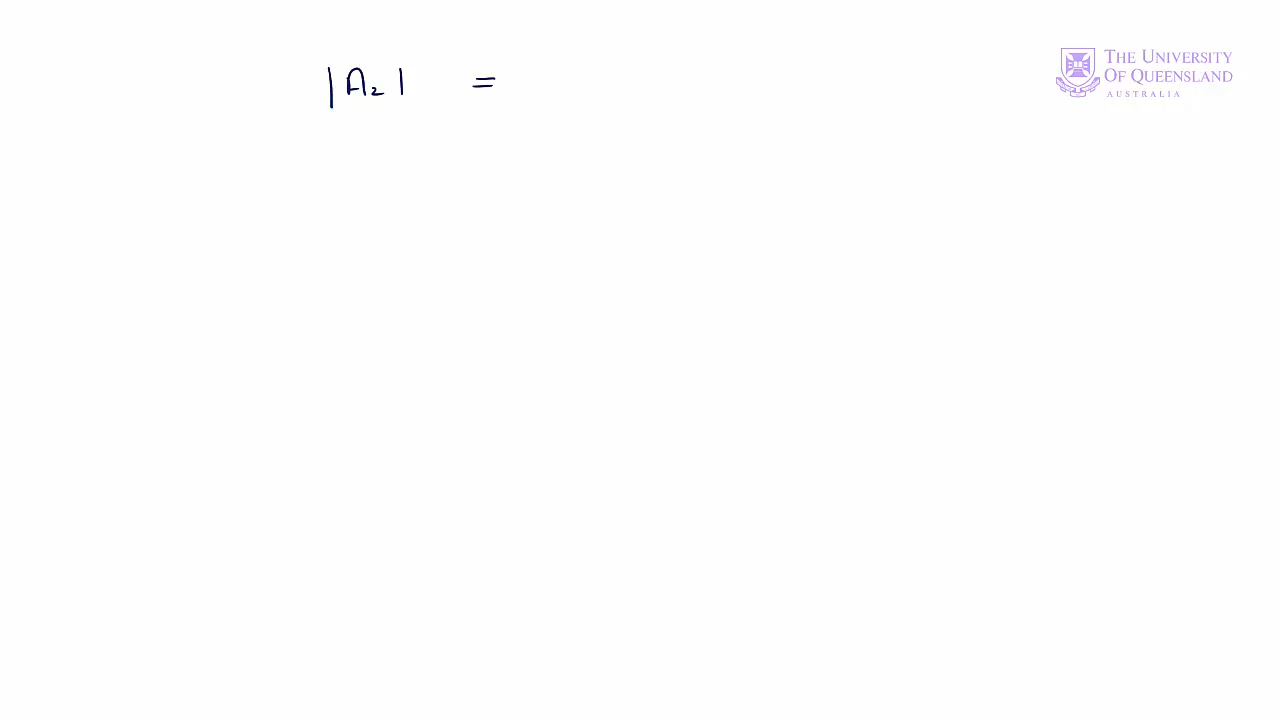 |A₂| =
THE UNIVERSITY
OF QUEENSLAND
AUSTRALIA